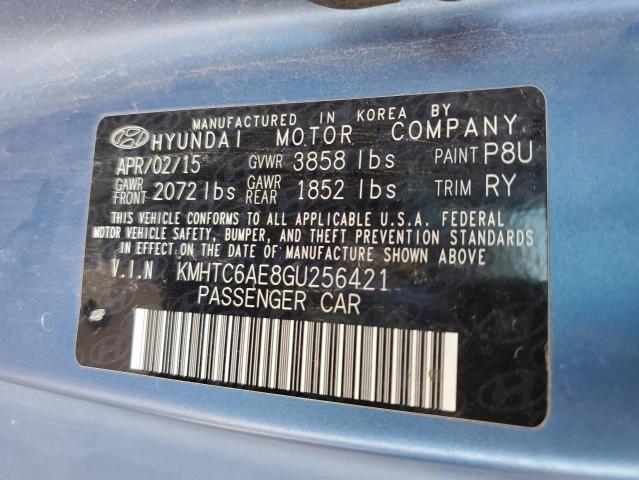 MANUFACTURED IN KOREA BY
HYUNDAI MOTOR COMPANY
APR/02/15 GVWR 3858 lbs PAINT P8U
GAWR FRONT 2072 lbs GAWR REAR 1852 lbs TRIM RY
THIS VEHICLE CONFORMS TO ALL APPLICABLE U.S.A. FEDERAL
MOTOR VEHICLE SAFETY, BUMPER, AND THEFT PREVENTION STANDARDS
IN EFFECT ON THE DATE OF MANUFACTURE SHOWN ABOVE
V.I.N KMHTC6AE8GU256421
PASSENGER CAR